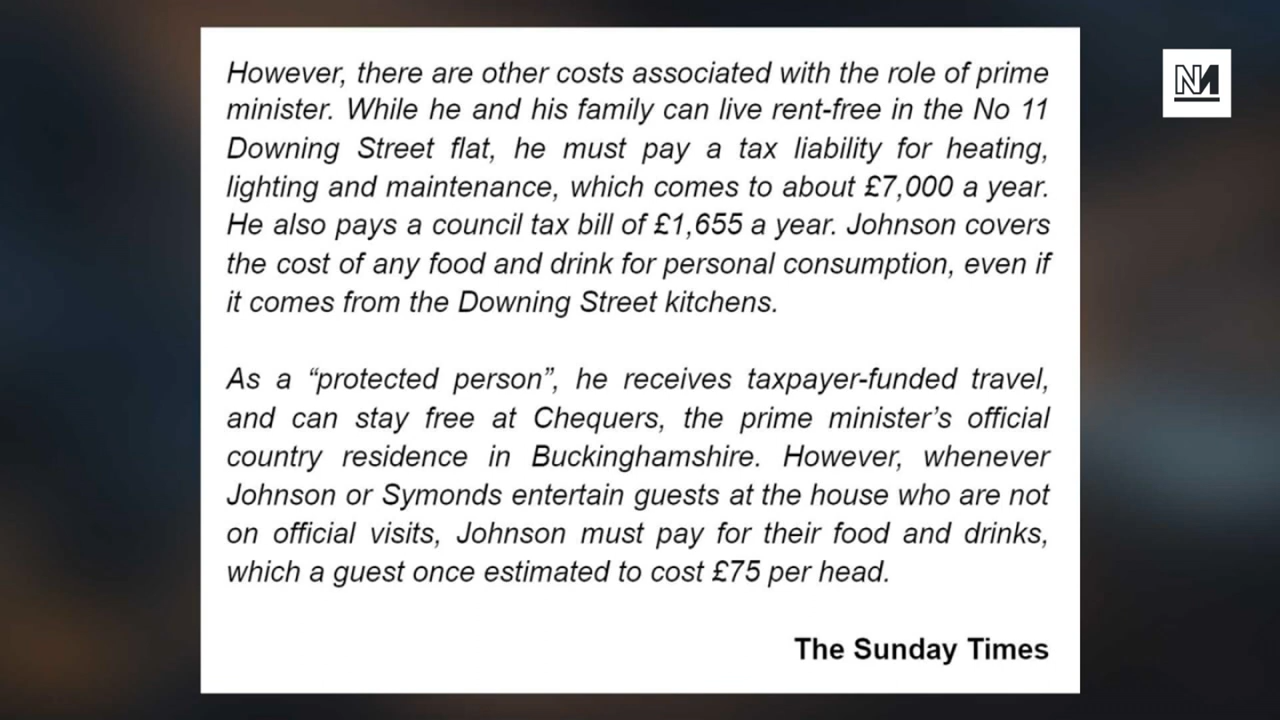 However, there are other costs associated with the role of prime
minister. While he and his family can live rent-free in the No 11
Downing Street flat, he must pay a tax liability for heating,
lighting and maintenance, which comes to about £7,000 a year.
He also pays a council tax bill of £1,655 a year. Johnson covers
the cost of any food and drink for personal consumption, even if
it comes from the Downing Street kitchens.
As a “protected person”, he receives taxpayer-funded travel,
and can stay free at Chequers, the prime minister’s official
country residence in Buckinghamshire. However, whenever
Johnson or Symonds entertain guests at the house who are not
on official visits, Johnson must pay for their food and drinks,
which a guest once estimated to cost £75 per head.
The Sunday Times
NM